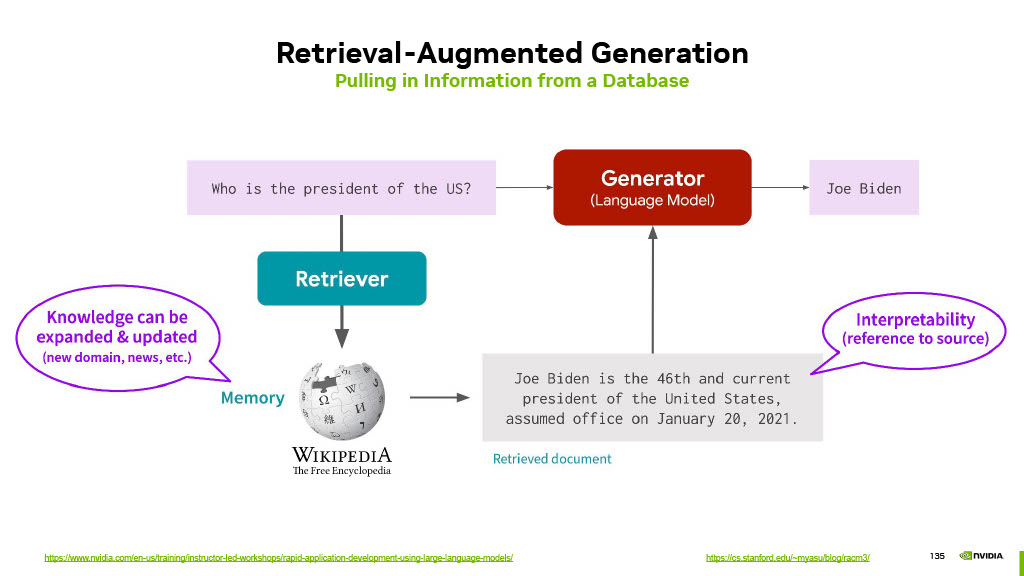 Retrieval-Augmented Generation
Pulling in Information from a Database
Who is the president of the US?
Generator
(Language Model)
Joe Biden
Retriever
Knowledge can be
expanded & updated
(new domain, news, etc.)
Interpretability
(reference to source)
Memory
Ω
W
維
И
WIKIPEDIA
The Free Encyclopedia
Joe Biden is the 46th and current
president of the United States,
assumed office on January 20, 2021.
Retrieved document
https://www.nvidia.com/en-us/training/instructor-led-workshops/rapid-application-development-using-large-language-models/
https://cs.stanford.edu/~myasu/blog/racm3/
135
NVIDIA